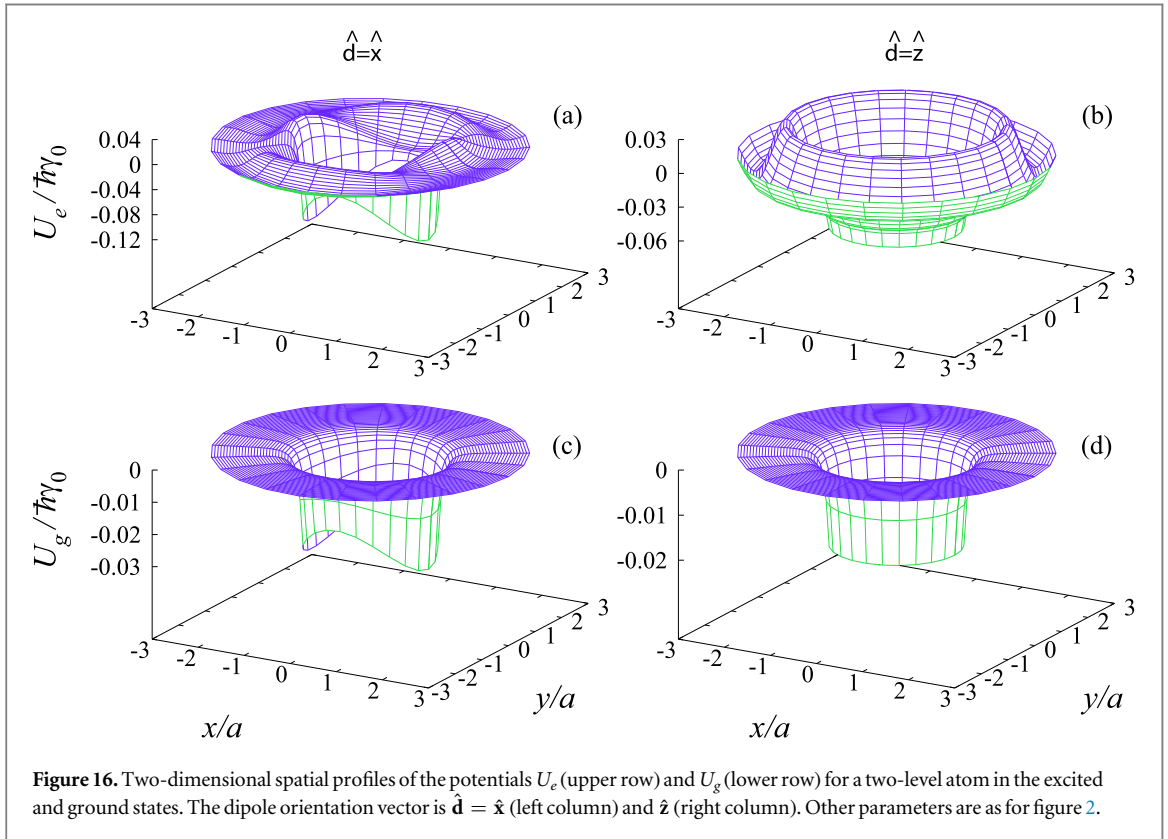 d̂=x̂ d̂=ẑ
(a) (b)
U_e/ħγ₀
0.04
0
-0.04
-0.08
-0.12
0.03
0
-0.03
-0.06
-3 -2 -1 0 1 2 3
-3 -2 -1 0 1 2 3
-3 -2 -1 0 1 2 3
-3 -2 -1 0 1 2 3
(c) (d)
U_g/ħγ₀
0
-0.01
-0.02
-0.03
0
-0.01
-0.02
-3 -2 -1 0 1 2 3
-3 -2 -1 0 1 2 3
-3 -2 -1 0 1 2 3
-3 -2 -1 0 1 2 3
x/a y/a x/a y/a
Figure 16. Two-dimensional spatial profiles of the potentials U_e (upper row) and U_g (lower row) for a two-level atom in the excited
and ground states. The dipole orientation vector is d̂ = x̂ (left column) and ẑ (right column). Other parameters are as for figure 2.